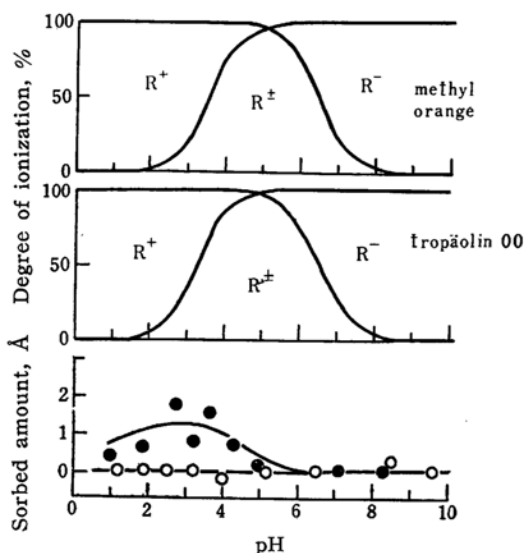 Degree of ionization, %
100
50
0
R⁺
R±
R⁻
methyl
orange
100
50
0
R⁺
R±
R⁻
tropäolin 00
Sorbed amount, Å
2
1
0
0 2 4 6 8 10
pH